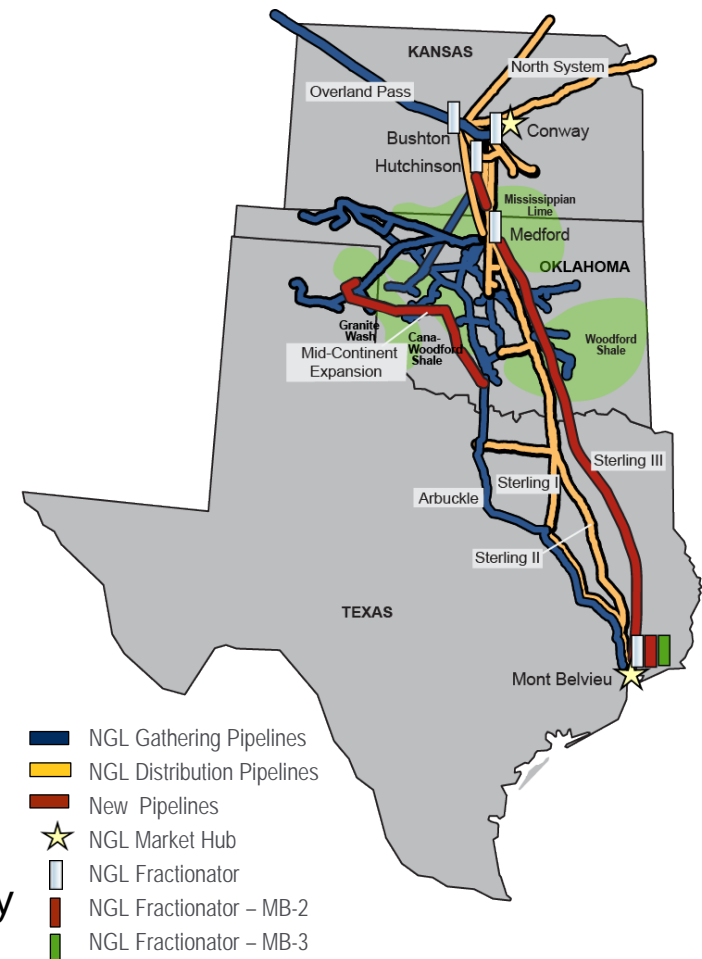 KANSAS
North System
Overland Pass
Bushton
Conway
Hutchinson
Mississippian
Lime
Medford
OKLAHOMA
Granite
Wash
Cana-
Woodford
Shale
Woodford
Shale
Mid-Continent
Expansion
Sterling III
Sterling I
Arbuckle
Sterling II
TEXAS
Mont Belvieu
NGL Gathering Pipelines
NGL Distribution Pipelines
New Pipelines
NGL Market Hub
NGL Fractionator
NGL Fractionator – MB-2
NGL Fractionator – MB-3
y